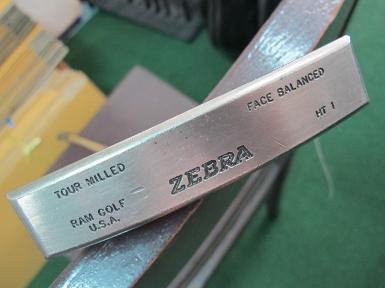 TOUR MILLED
RAM GOLF
U.S.A.
ZEBRA
FACE BALANCED
HT 1